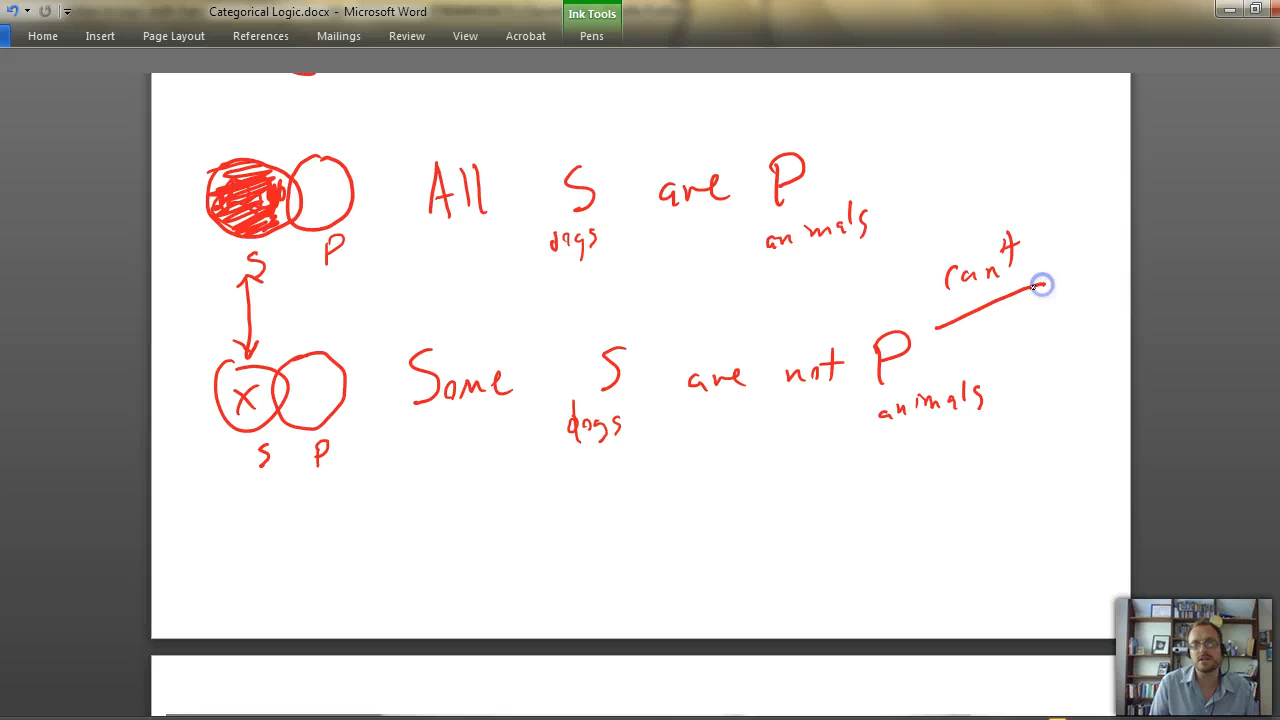 Categorical Logic.docx - Microsoft Word
Ink Tools
Home Insert Page Layout References Mailings Review View Acrobat Pens
All S are P
dogs animals
S P
can't
Some S are not P
dogs animals
X
S P